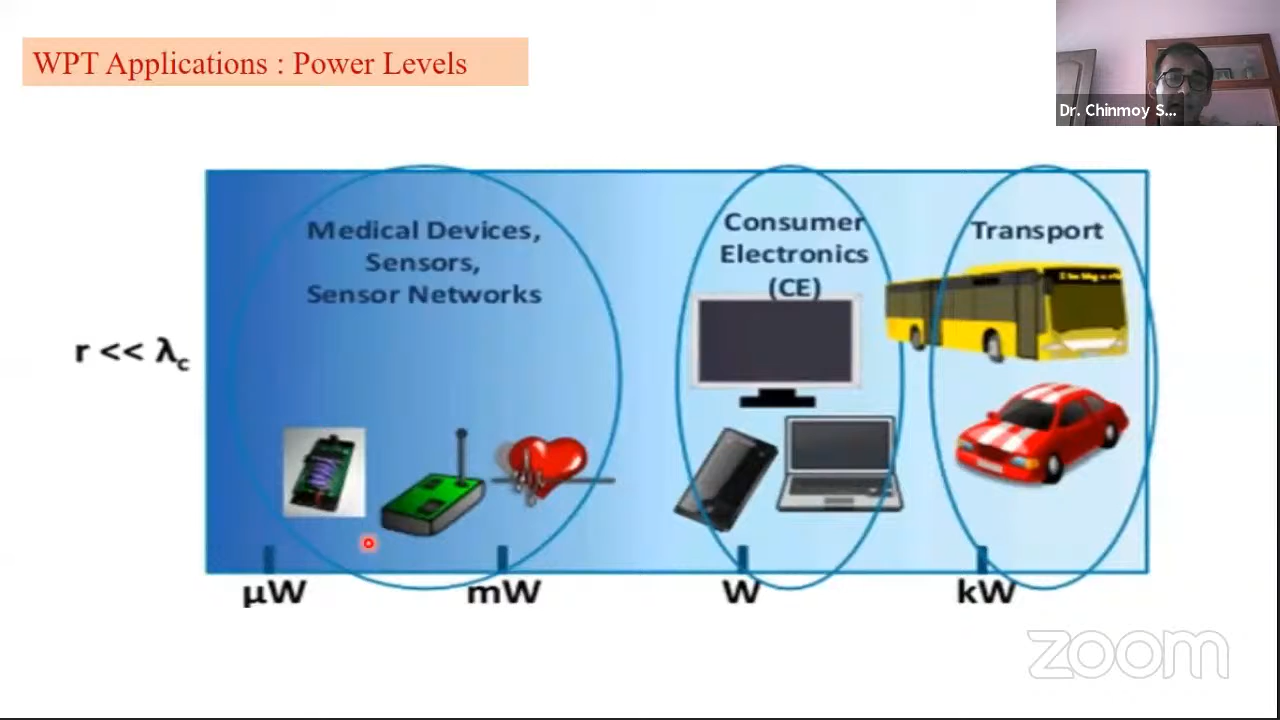 WPT Applications : Power Levels
Dr. Chinmoy S...
Medical Devices,
Sensors,
Sensor Networks
Consumer
Electronics
(CE)
Transport
r << λc
μW
mW
W
kW
zoom